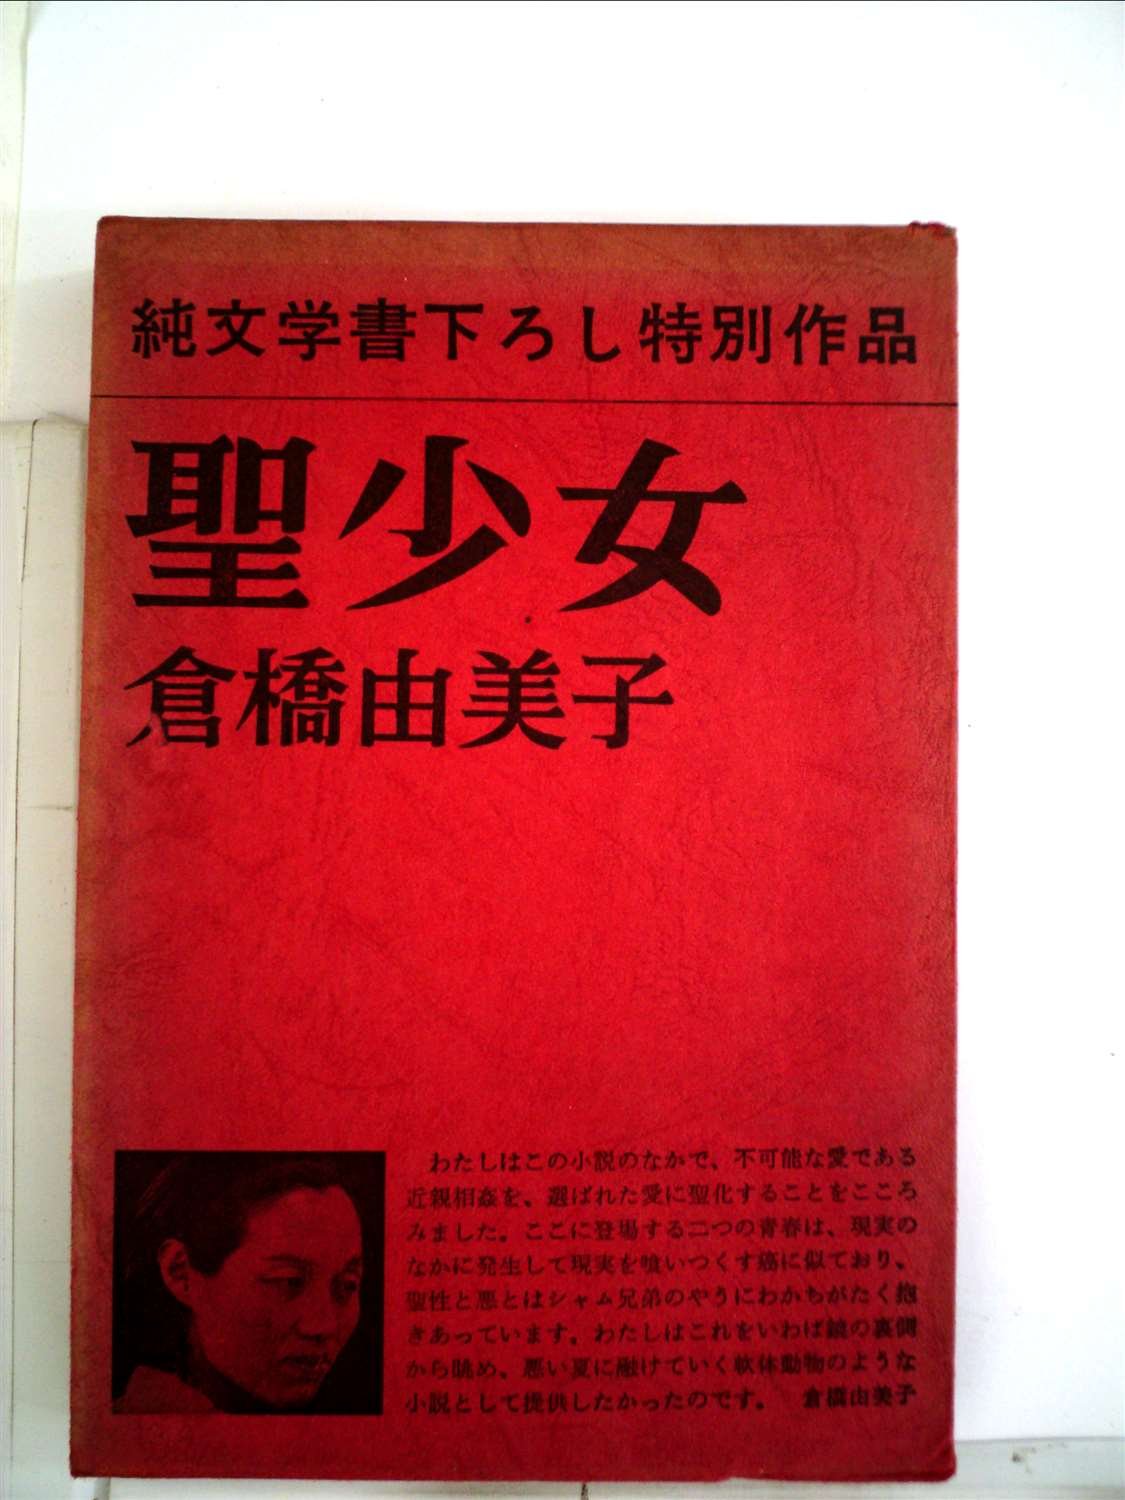 純文学書下ろし特別作品
聖少女
倉橋由美子
わたしはこの小説のなかで、不可能な愛である
近親相姦を、選ばれた愛に聖化することをこころ
みました。ここに登場する二つの青春は、現実の
なかに発生して現実を喰いつくす癌に似ており、
聖性と悪とはシャム兄弟のやうにわかちがたく抱
きあっています。わたしはこれをいわば鏡の裏側
から眺め、悪い夏に融けていく軟体動物のような
小説として提供したかったのです。　倉橋由美子